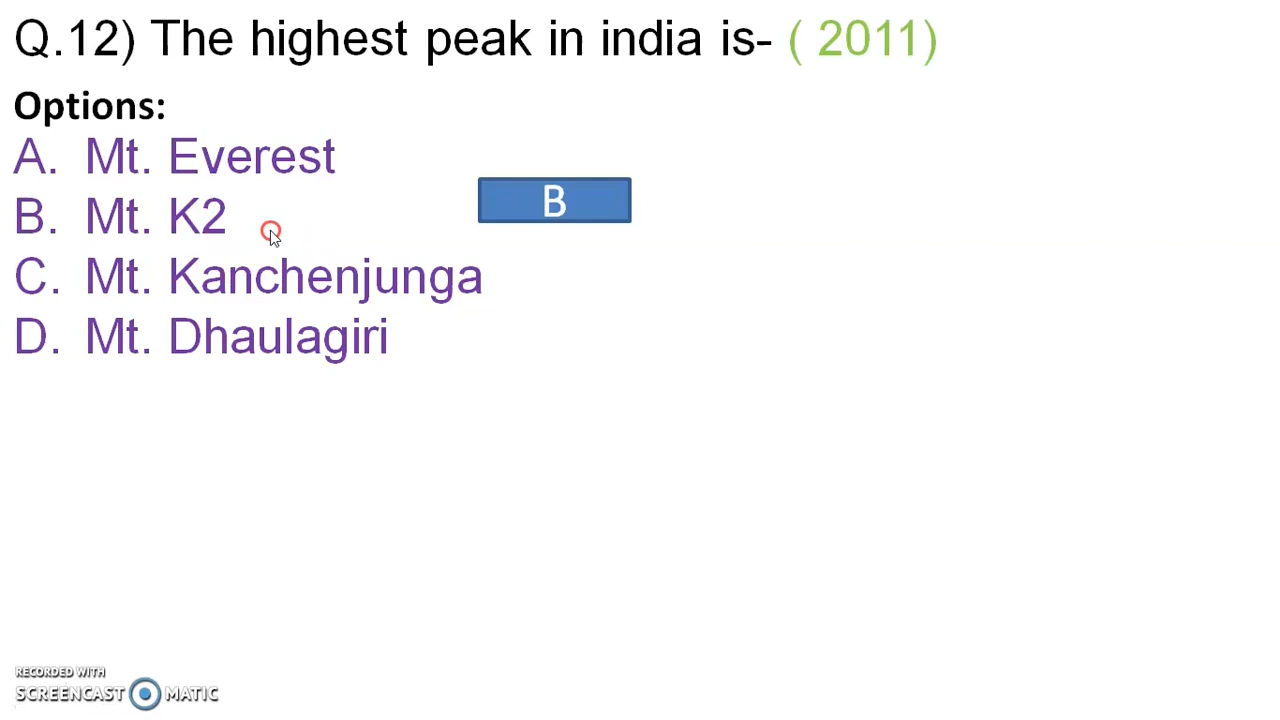 Q.12) The highest peak in india is- ( 2011)
Options:
A. Mt. Everest
B. Mt. K2
B
C. Mt. Kanchenjunga
D. Mt. Dhaulagiri
RECORDED WITH
SCREENCAST MATIC